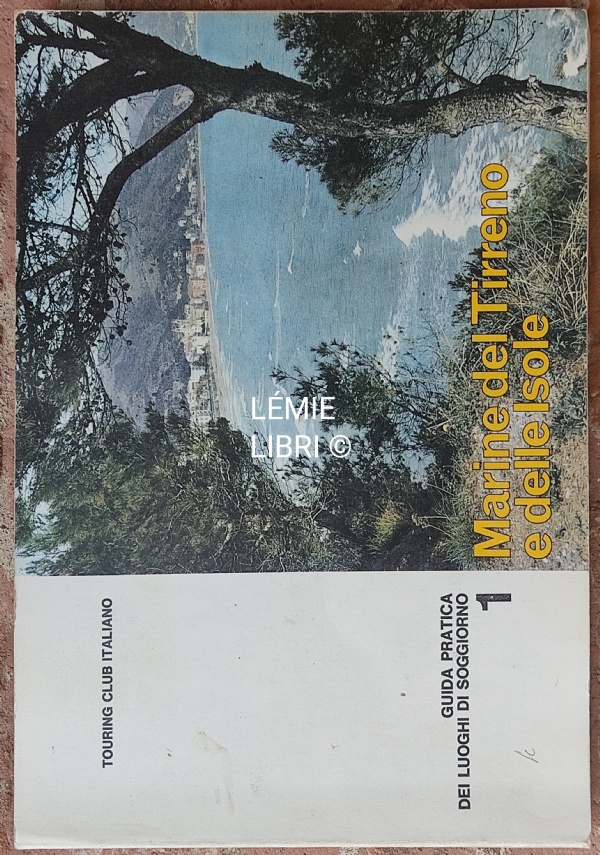 TOURING CLUB ITALIANO
GUIDA PRATICA
DEI LUOGHI DI SOGGIORNO
1
Marine del Tirreno
e delle Isole
LÉMIE
LIBRI ©